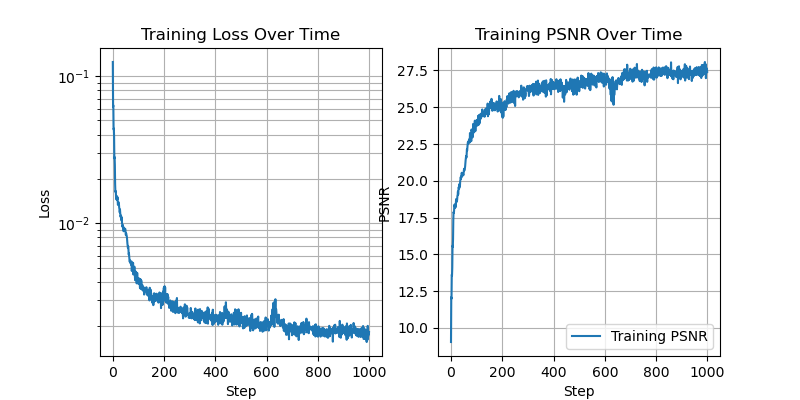 Training Loss Over Time
10⁻¹
10⁻²
Loss
0 200 400 600 800 1000
Step
Training PSNR Over Time
27.5
25.0
22.5
20.0
17.5
15.0
12.5
10.0
PSNR
Training PSNR
0 200 400 600 800 1000
Step